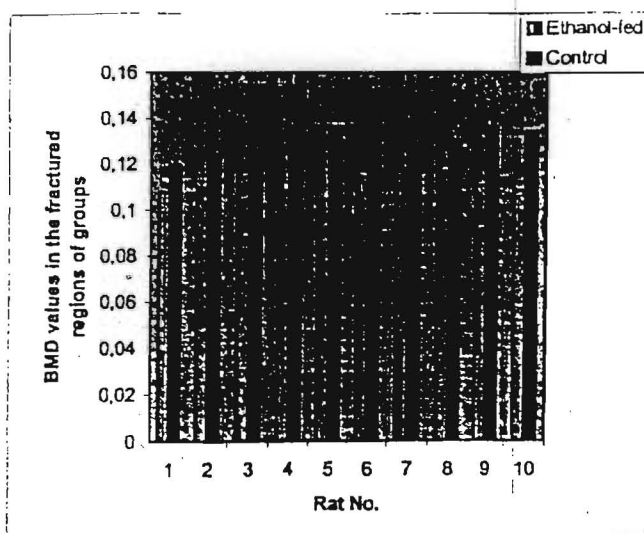 Ethanol-fed
Control
0,16
0,14
0,12
0,1
0,08
0,06
0,04
0,02
0
BMD values in the fractured
regions of groups
1 2 3 4 5 6 7 8 9 10
Rat No.